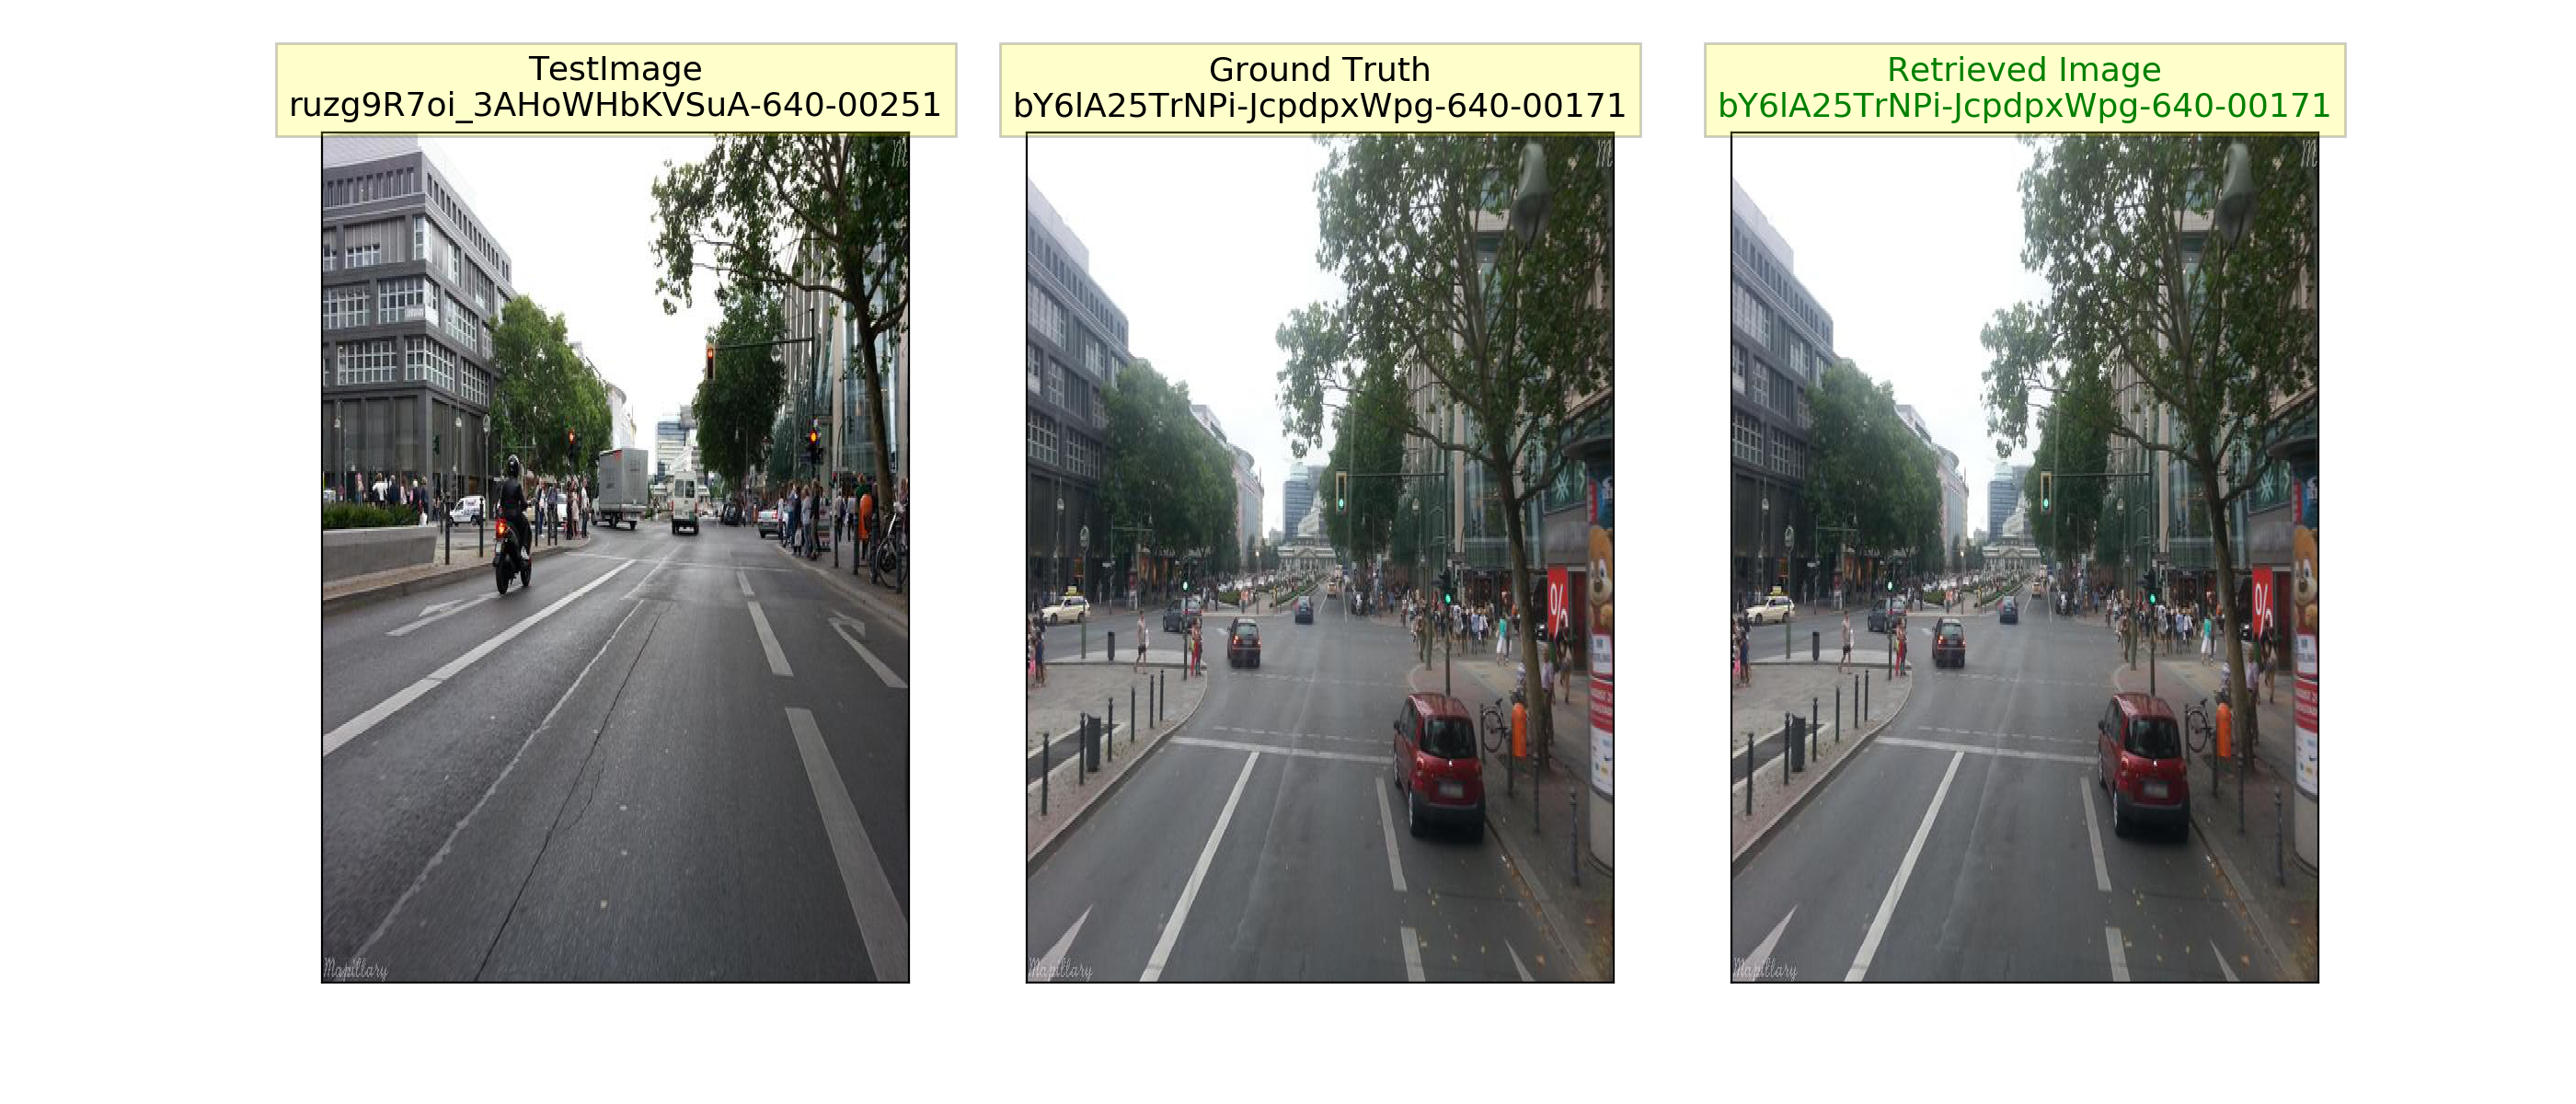 TestImage
ruzg9R7oi_3AHoWHbKVSuA-640-00251
Ground Truth
bY6lA25TrNPi-JcpdpxWpg-640-00171
Retrieved Image
bY6lA25TrNPi-JcpdpxWpg-640-00171
M
M
M
%
%
Mapillary
Mapillary
Mapillary